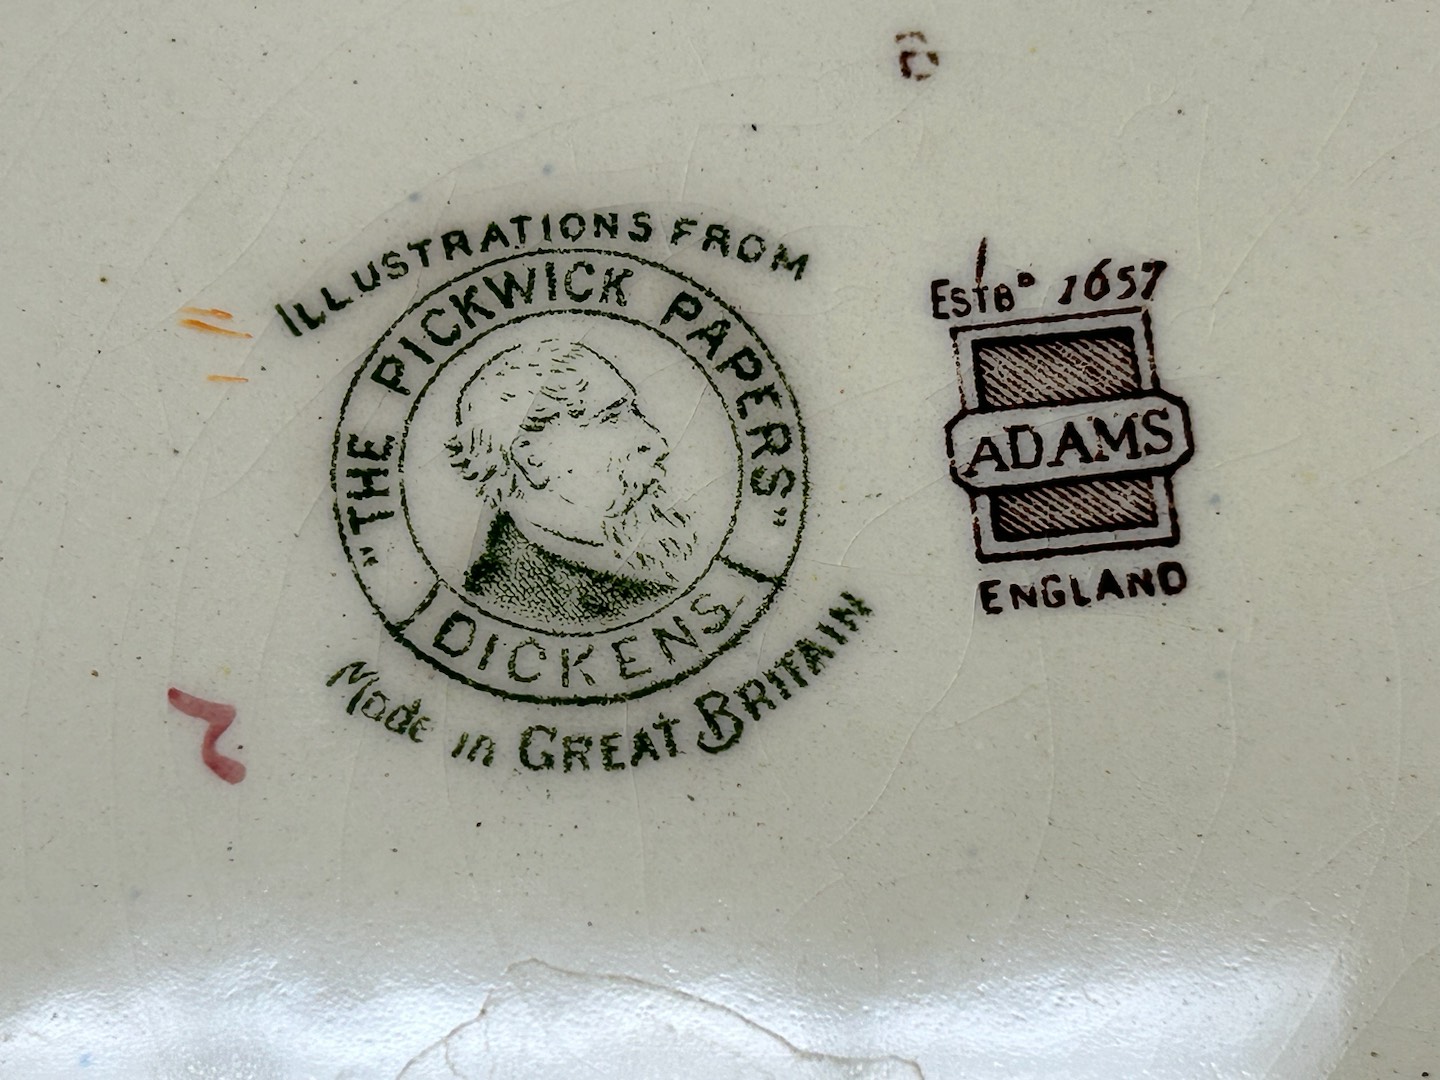 ILLUSTRATIONS FROM
"THE PICKWICK PAPERS"
DICKENS
Made in GREAT BRITAIN
ESTBD 1657
ADAMS
ENGLAND